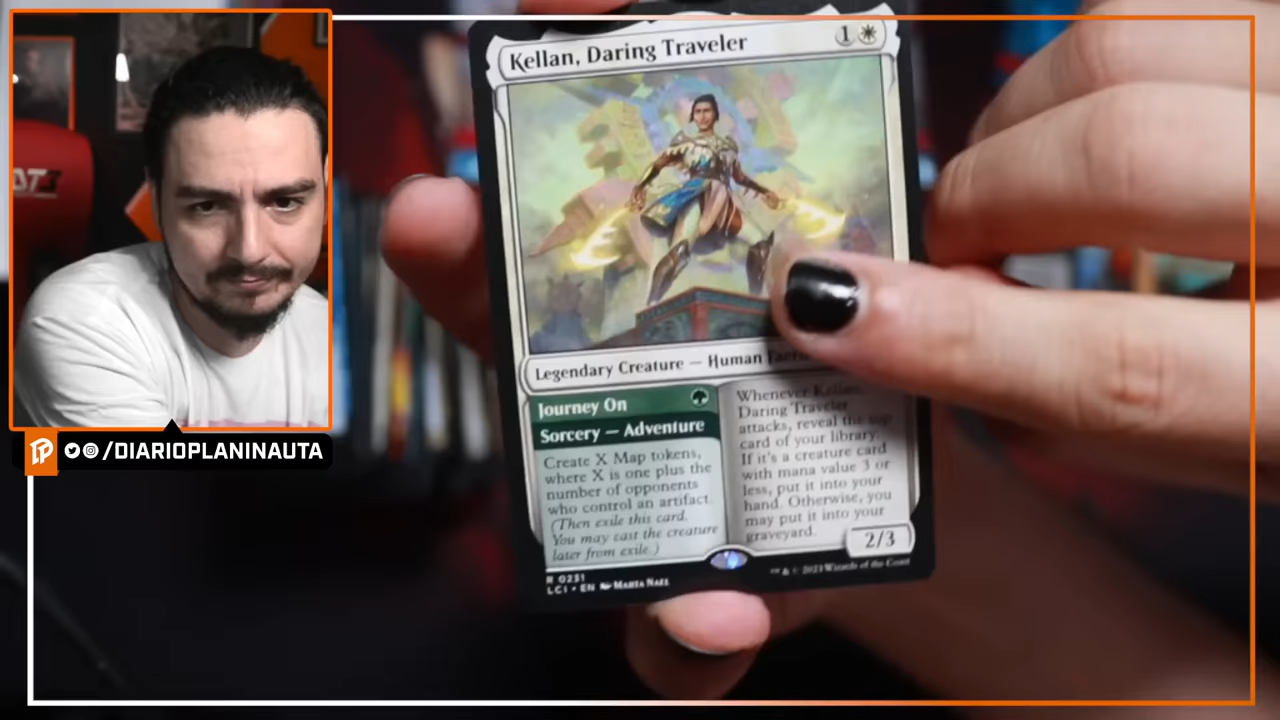 Kellan, Daring Traveler
1
Legendary Creature — Human Faerie
Journey On
Sorcery — Adventure
Create X Map tokens,
where X is one plus the
number of opponents
who control an artifact.
(Then exile this card.
You may cast the creature
later from exile.)
Whenever Kellan,
Daring Traveler
attacks, reveal the top
card of your library.
If it's a creature card
with mana value 3 or
less, put it into your
hand. Otherwise, you
may put it into your
graveyard.
2/3
R 0231
LCI • EN Marta Nael
™ & © 2023 Wizards of the Coast
/DIARIOPLANINAUTA